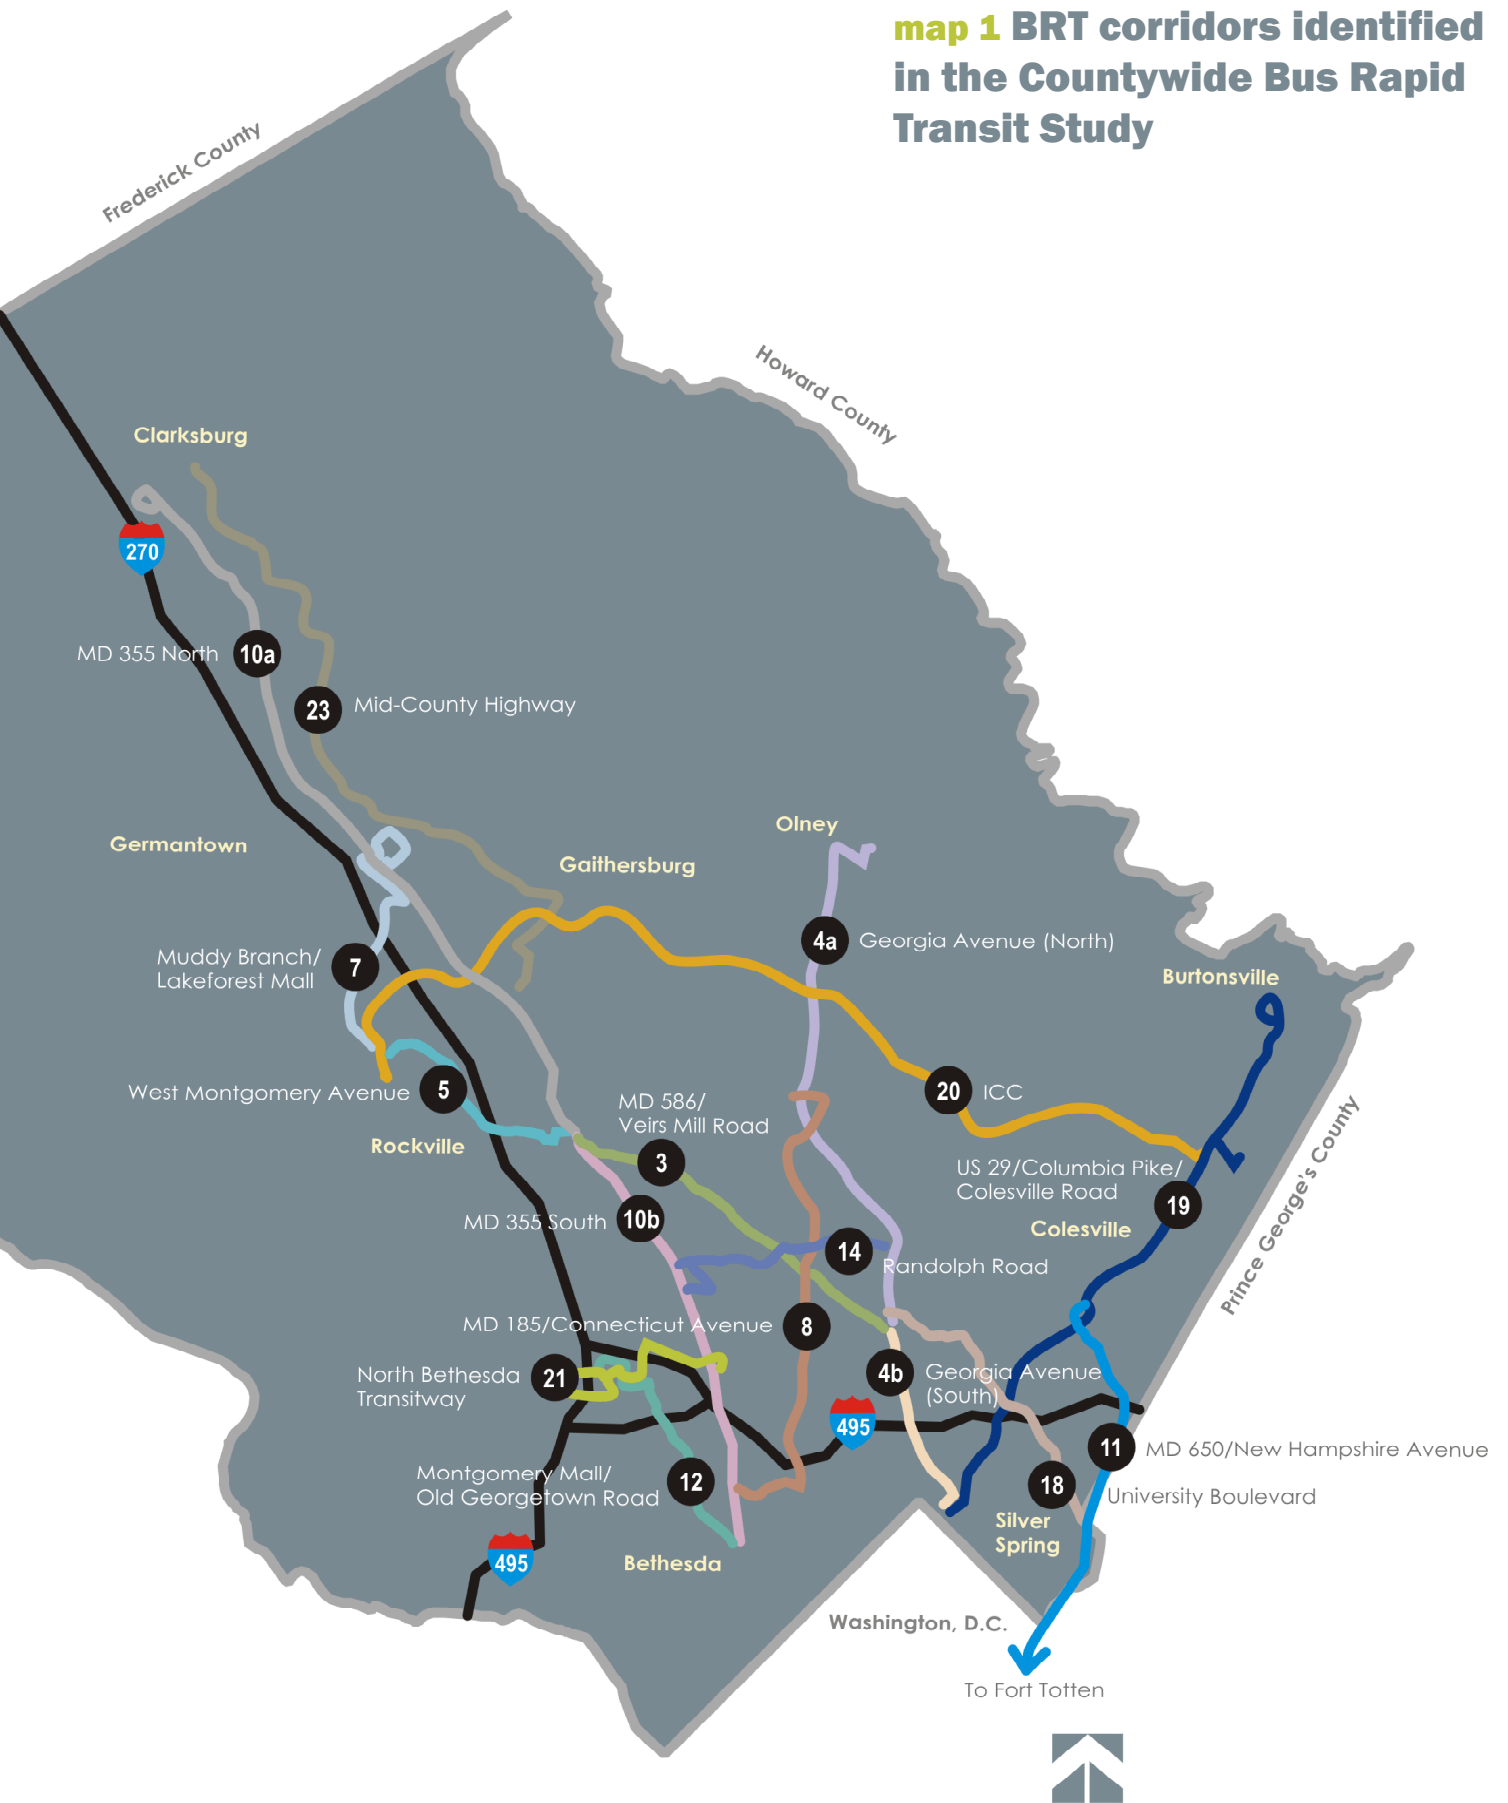 map 1 BRT corridors identified
in the Countywide Bus Rapid
Transit Study
Frederick County
Howard County
Clarksburg
270
MD 355 North
10a
23
Mid-County Highway
Olney
Germantown
Gaithersburg
4a
Georgia Avenue (North)
Muddy Branch/
Lakeforest Mall
7
Burtonsville
West Montgomery Avenue
5
20
ICC
MD 586/
Veirs Mill Road
3
Rockville
US 29/Columbia Pike/
Colesville Road
19
Prince George's County
MD 355 South
10b
Colesville
14
Randolph Road
MD 185/Connecticut Avenue
8
North Bethesda
Transitway
21
4b
Georgia Avenue
(South)
495
11
MD 650/New Hampshire Avenue
Montgomery Mall/
Old Georgetown Road
12
18
University Boulevard
Silver
Spring
495
Bethesda
Washington, D.C.
To Fort Totten